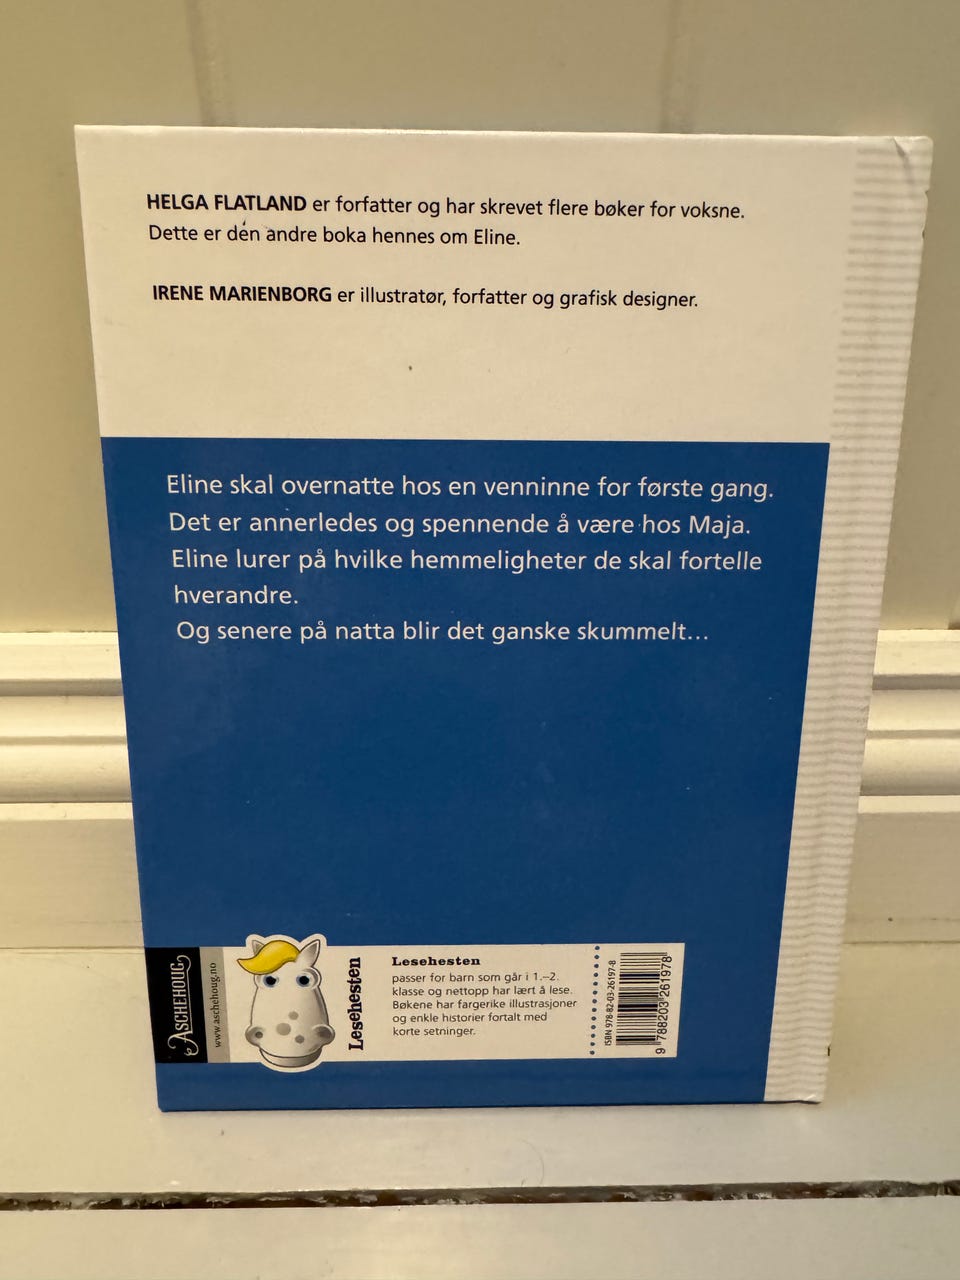 HELGA FLATLAND er forfatter og har skrevet flere bøker for voksne.
Dette er den andre boka hennes om Eline.
IRENE MARIENBORG er illustratør, forfatter og grafisk designer.
Eline skal overnatte hos en venninne for første gang.
Det er annerledes og spennende å være hos Maja.
Eline lurer på hvilke hemmeligheter de skal fortelle
hverandre.
Og senere på natta blir det ganske skummelt...
ASCHEHOUG
www.aschehoug.no
Lesehesten
Lesehesten
passer for barn som går i 1.–2.
klasse og nettopp har lært å lese.
Bøkene har fargerike illustrasjoner
og enkle historier fortalt med
korte setninger.
ISBN 978-82-03-26197-8
9 788203 261978